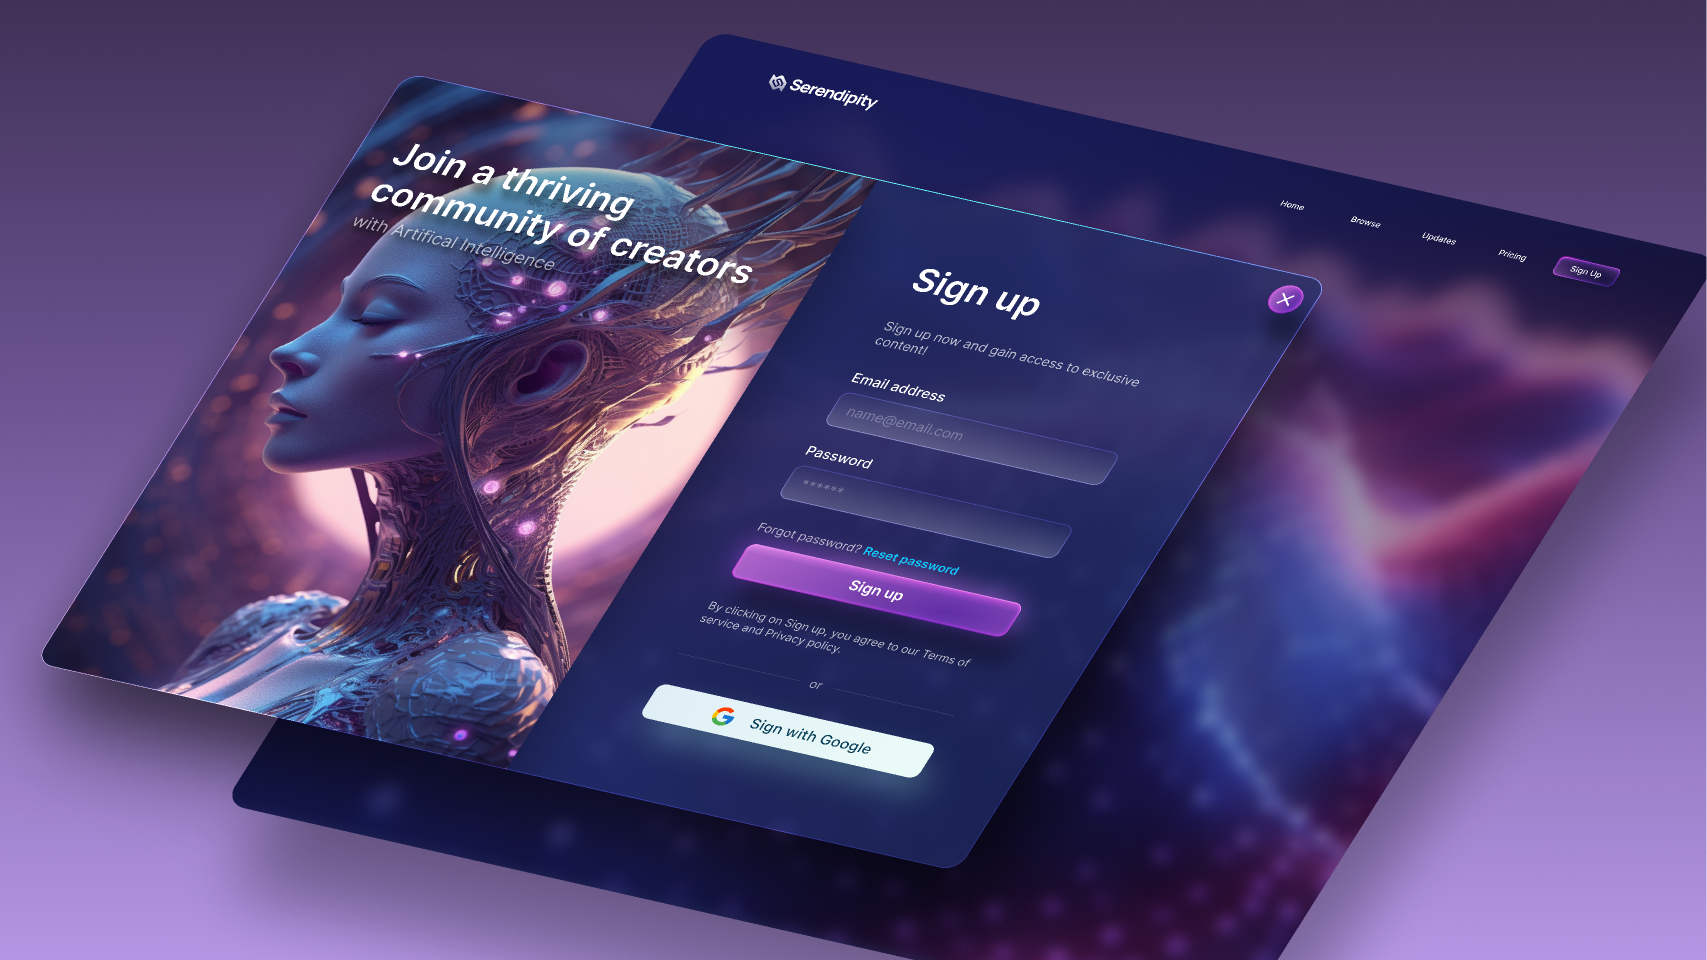 Serendipity
Home
Browse
Updates
Pricing
Sign Up
Join a thriving
community of creators
with Artifical Intelligence
Sign up
Sign up now and gain access to exclusive
content!
Email address
name@email.com
Password
******
Forgot password? Reset password
Sign up
By clicking on Sign up, you agree to our Terms of
service and Privacy policy.
or
Sign with Google